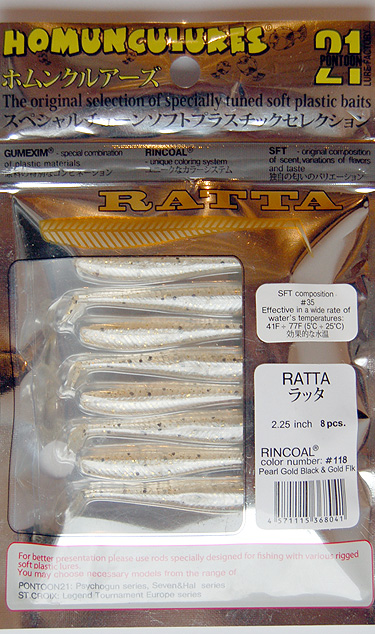 HOMUNCULURES
ホムンクルアーズ
21
PONTOON
LURE FACTORY
The original selection of Specially tuned soft plastic baits
スペシャルチューンソフトプラスチックセレクション
GUMEXIM® - special combination
of plastic materials
RINCOAL®
- unique coloring system
ユニークなカラーシステム
SFT - original composition
of scent, variations of flavors
and taste
独自の匂いのバリエーション
RATTA
SFT composition -
#35
Effective in a wide rate of
water's temperatures:
41F ÷ 77F (5°C ÷ 25°C)
効果的な水温
RATTA
ラッタ
2.25 inch 8 pcs.
RINCOAL®
color number: #118
Pearl Gold Black & Gold Flk
4 571115 368041
For better presentation please use rods specially designed for fishing with various rigged
soft plastic lures.
You may choose necessary models from the range of
PONTOON21: Psychogun series, Seven&Half series
ST.CROIX: Legend Tournament Europe series